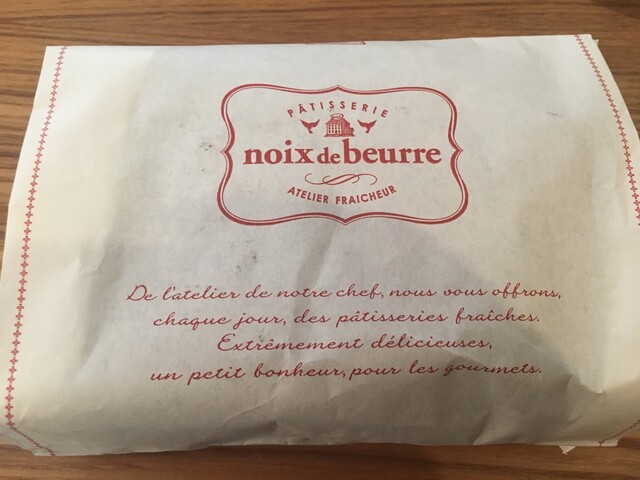 PÂTISSERIE
noix de beurre
ATELIER FRAICHEUR
De l'atelier de notre chef, nous vous offrons,
chaque jour, des pâtisseries fraîches.
Extrêmement délicieuses,
un petit bonheur, pour les gourmets.